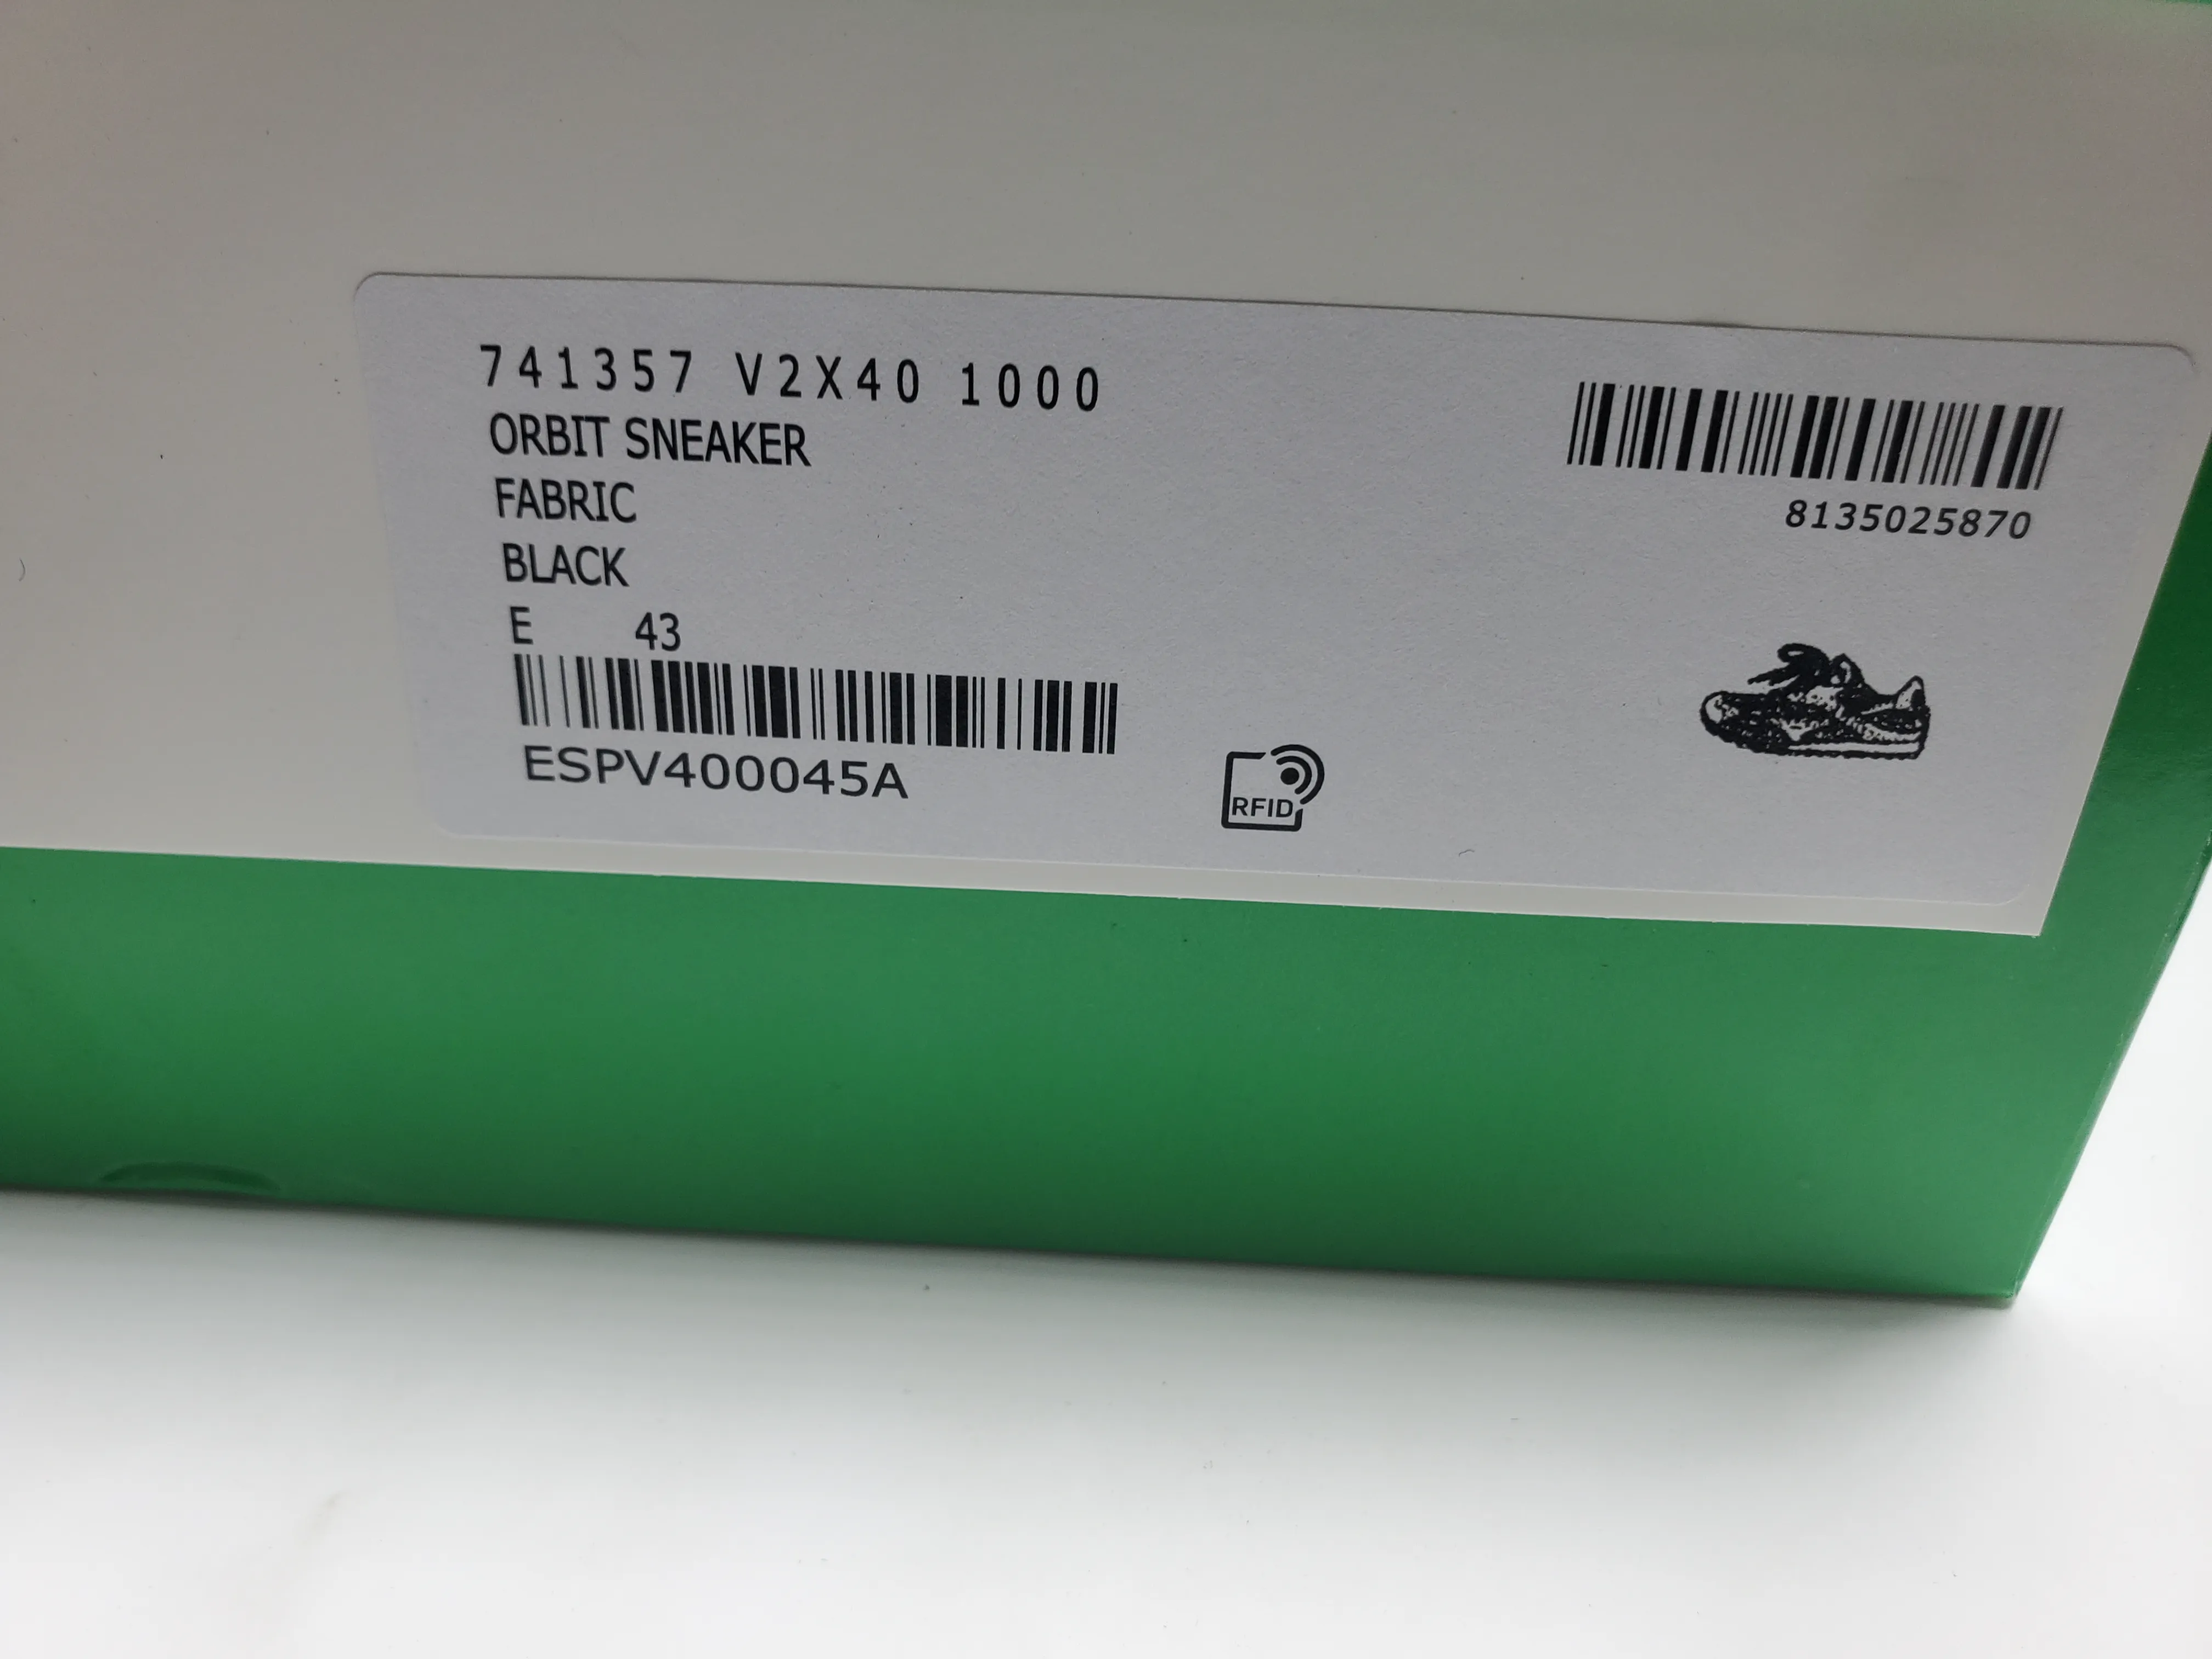 741357 V2X40 1000
ORBIT SNEAKER
FABRIC
BLACK
E 43
ESPV400045A
8135025870
RFID